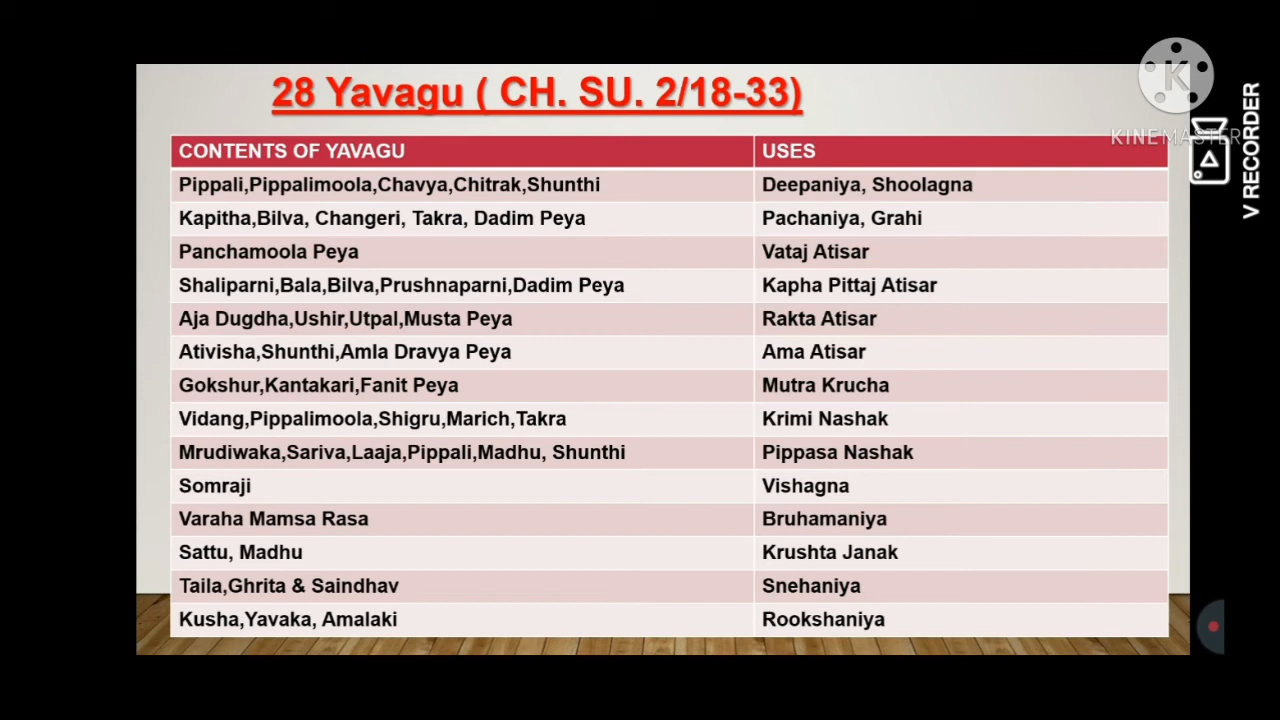 28 Yavagu ( CH. SU. 2/18-33)
CONTENTS OF YAVAGU USES
Pippali,Pippalimoola,Chavya,Chitrak,Shunthi Deepaniya, Shoolagna
Kapitha,Bilva, Changeri, Takra, Dadim Peya Pachaniya, Grahi
Panchamoola Peya Vataj Atisar
Shaliparni,Bala,Bilva,Prushnaparni,Dadim Peya Kapha Pittaj Atisar
Aja Dugdha,Ushir,Utpal,Musta Peya Rakta Atisar
Ativisha,Shunthi,Amla Dravya Peya Ama Atisar
Gokshur,Kantakari,Fanit Peya Mutra Krucha
Vidang,Pippalimoola,Shigru,Marich,Takra Krimi Nashak
Mrudiwaka,Sariva,Laaja,Pippali,Madhu, Shunthi Pippasa Nashak
Somraji Vishagna
Varaha Mamsa Rasa Bruhamaniya
Sattu, Madhu Krushta Janak
Taila,Ghrita & Saindhav Snehaniya
Kusha,Yavaka, Amalaki Rookshaniya
K
KINEMASTER
V RECORDER